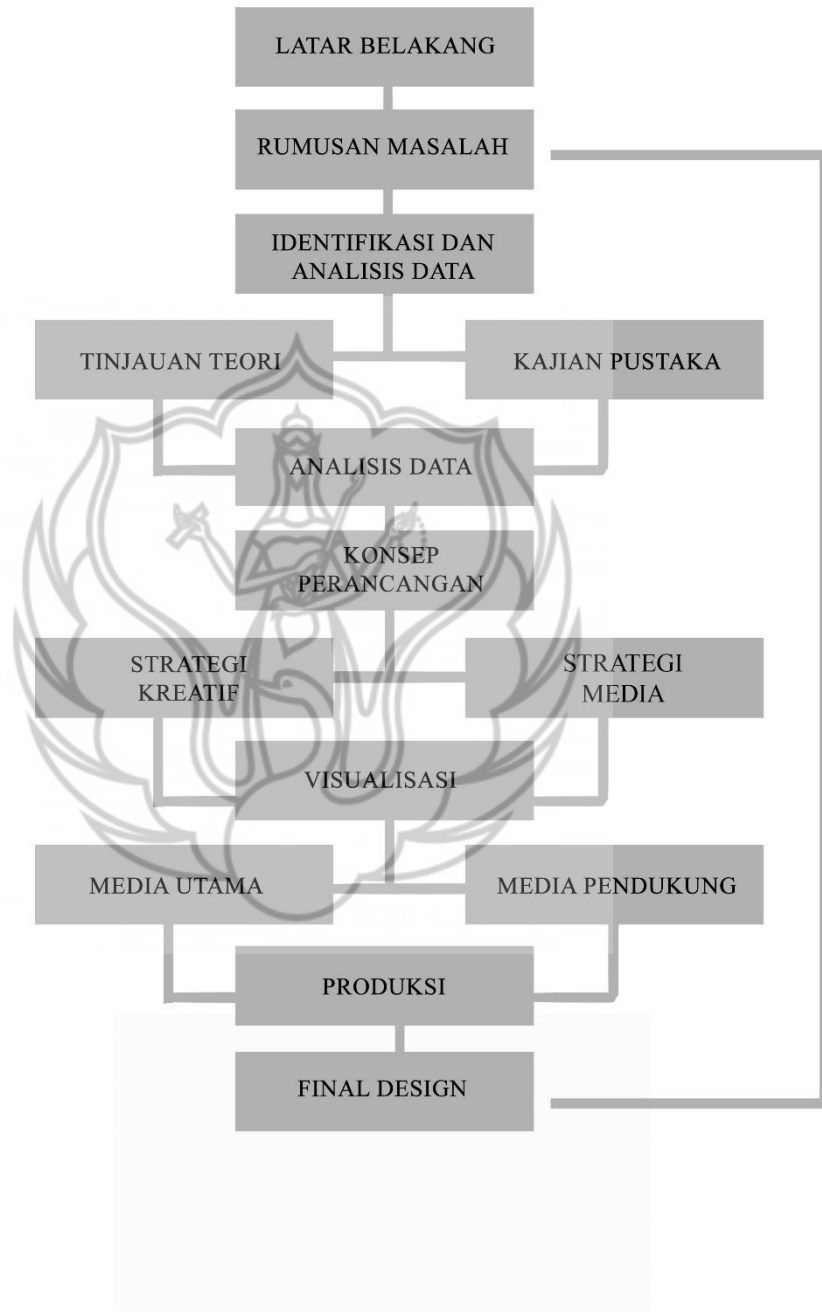 LATAR BELAKANG
RUMUSAN MASALAH
IDENTIFIKASI DAN
ANALISIS DATA
TINJAUAN TEORI
KAJIAN PUSTAKA
ANALISIS DATA
KONSEP
PERANCANGAN
STRATEGI
KREATIF
STRATEGI
MEDIA
VISUALISASI
MEDIA UTAMA
MEDIA PENDUKUNG
PRODUKSI
FINAL DESIGN